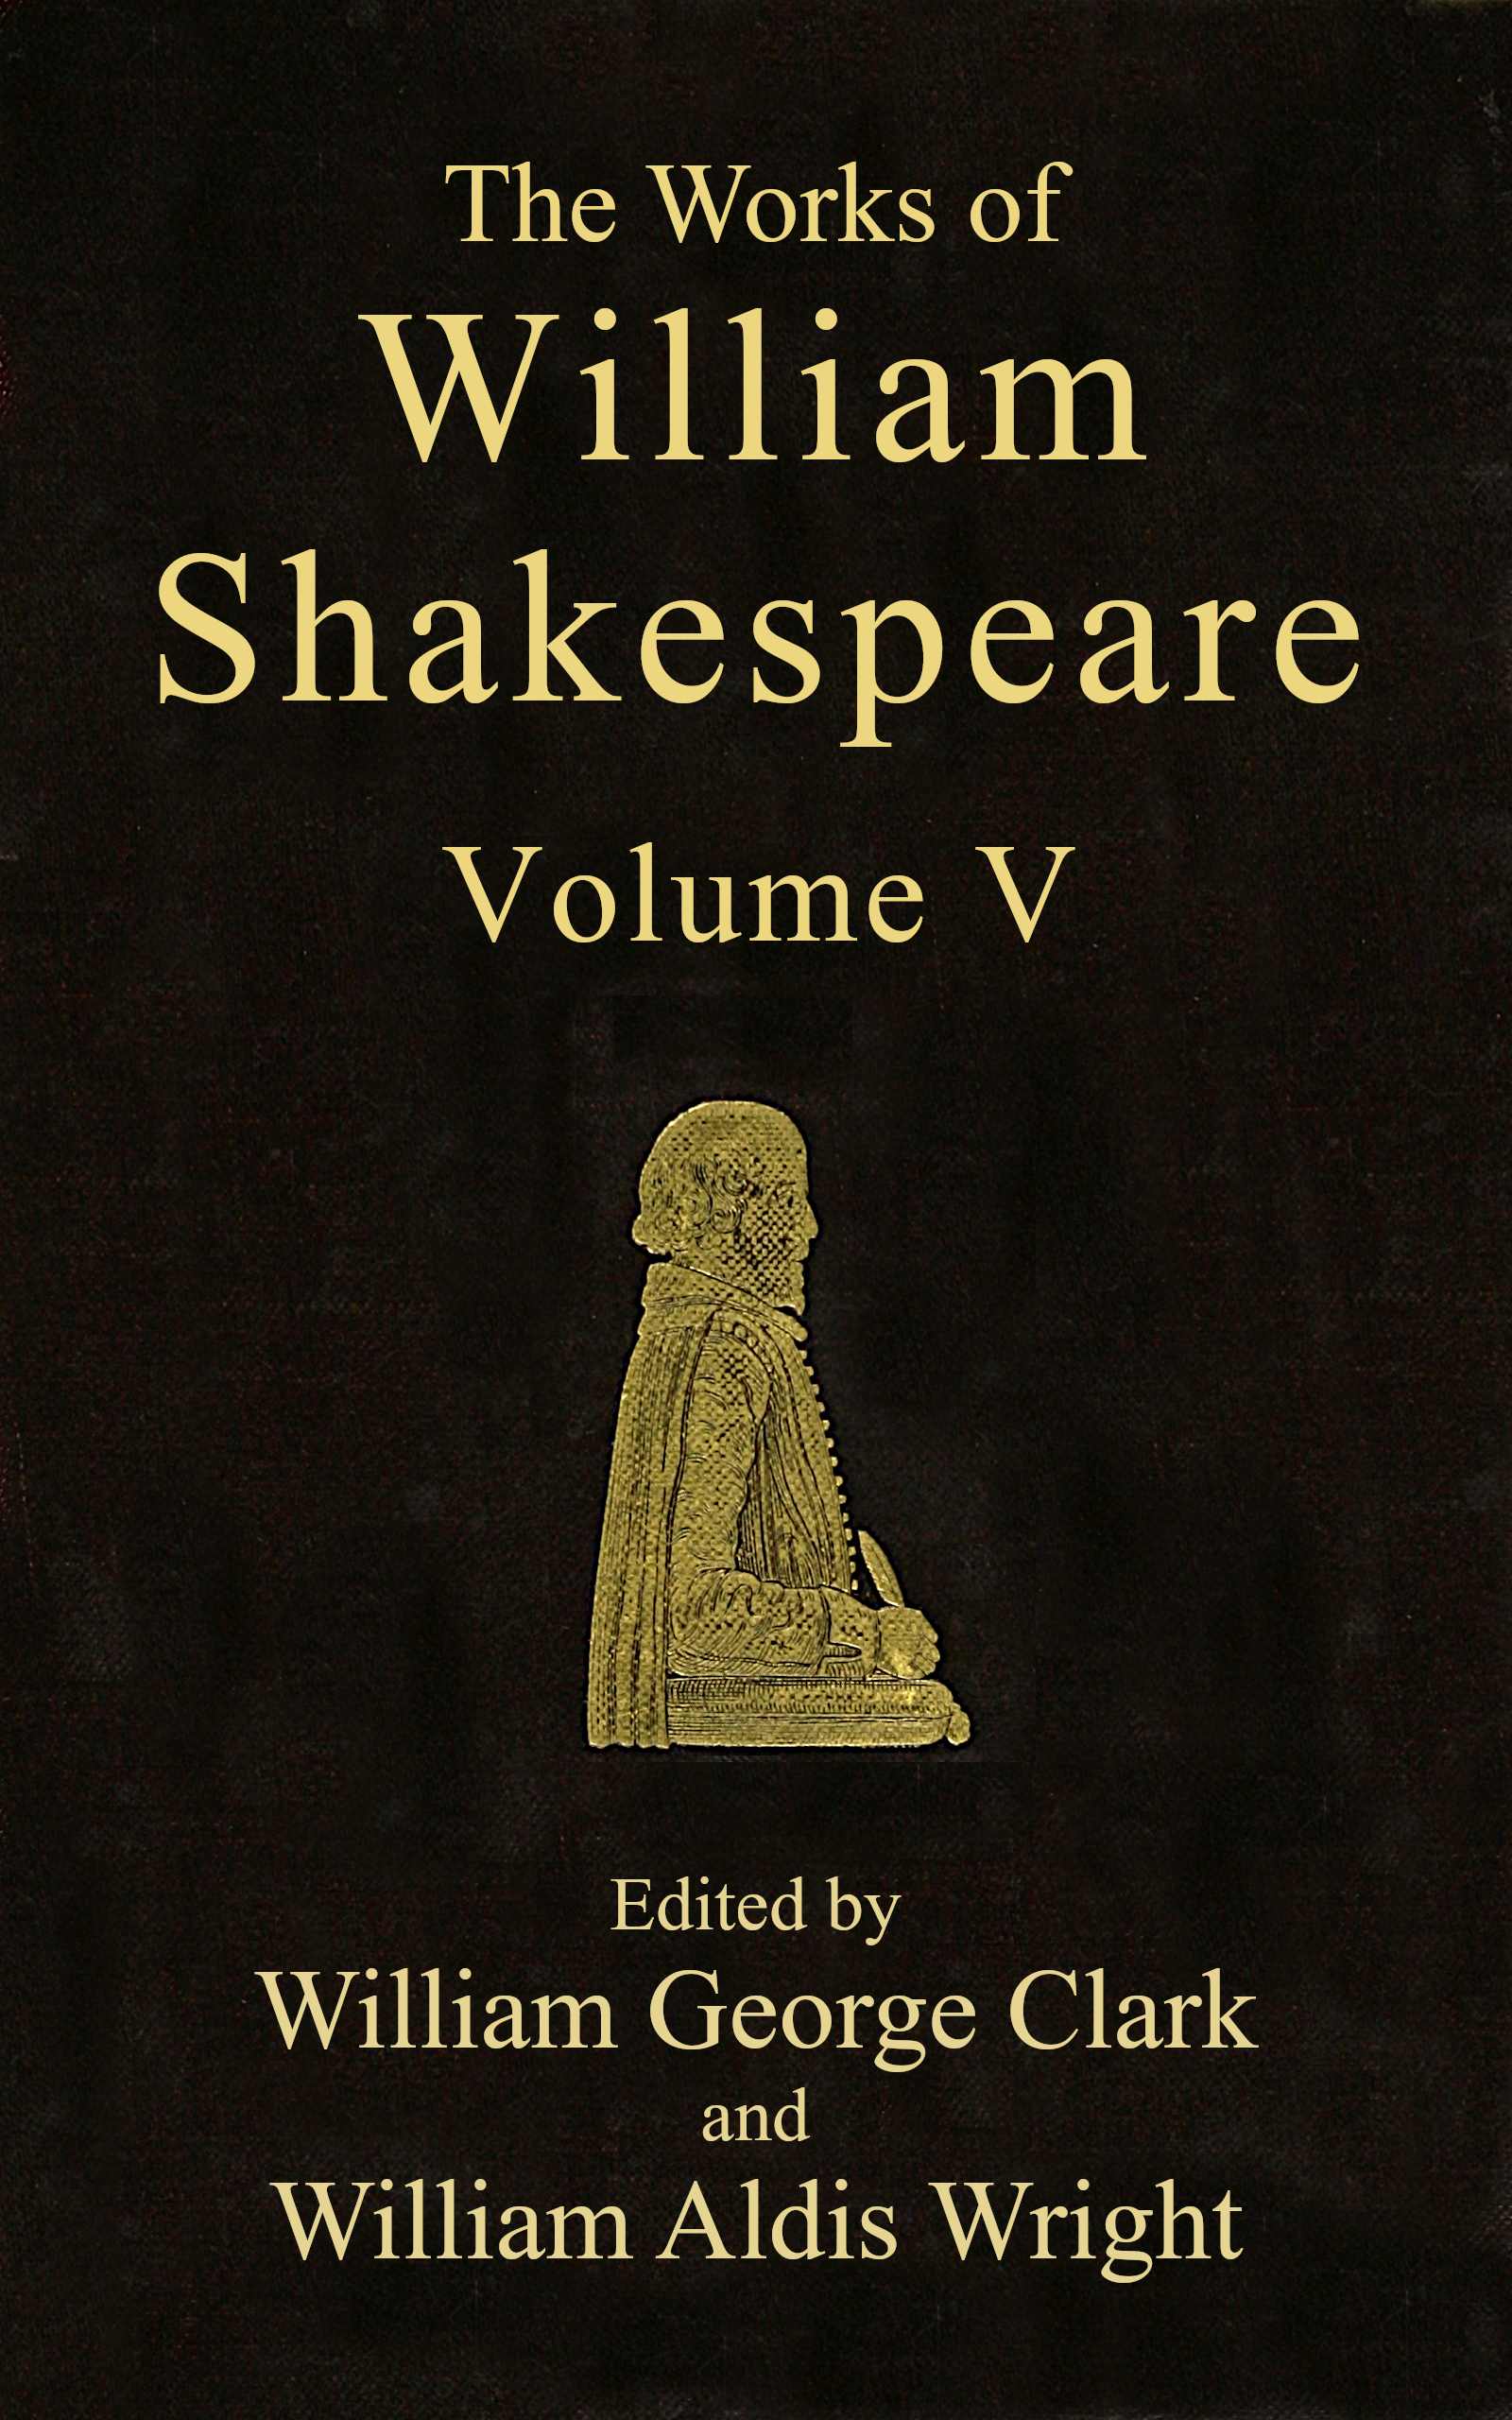 The Works of
William
Shakespeare
Volume V
Edited by
William George Clark
and
William Aldis Wright